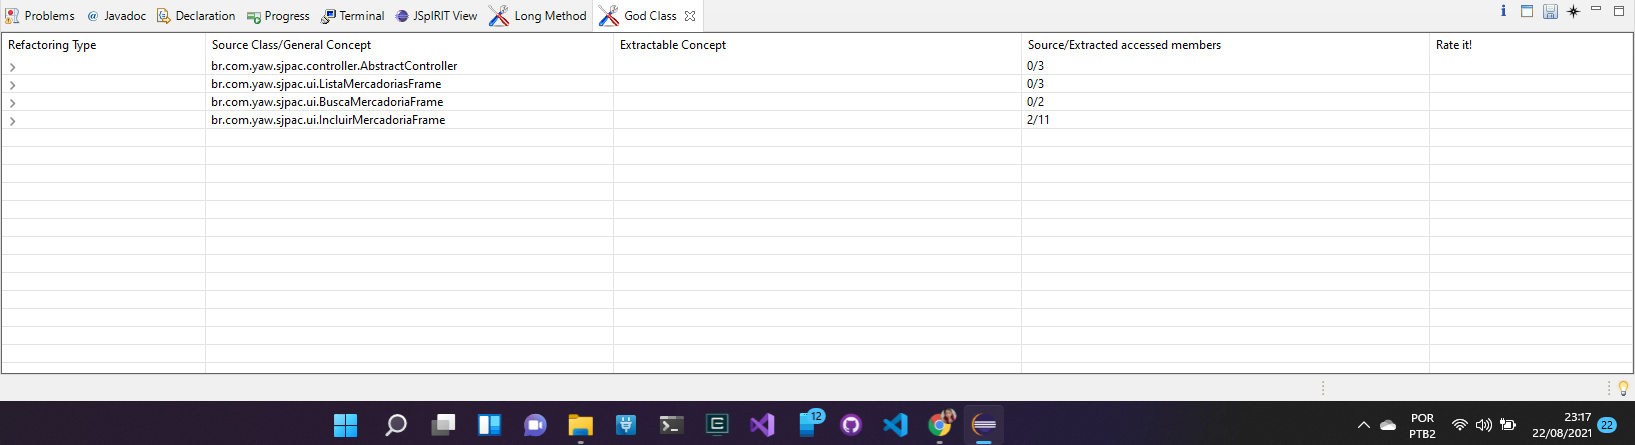 Problems @ Javadoc Declaration Progress Terminal JSpIRIT View Long Method God Class
Refactoring Type Source Class/General Concept Extractable Concept Source/Extracted accessed members Rate it!
br.com.yaw.sjpac.controller.AbstractController 0/3
br.com.yaw.sjpac.ui.ListaMercadoriasFrame 0/3
br.com.yaw.sjpac.ui.BuscaMercadoriaFrame 0/2
br.com.yaw.sjpac.ui.IncluirMercadoriaFrame 2/11
12
POR
PTB2
23:17
22/08/2021
22